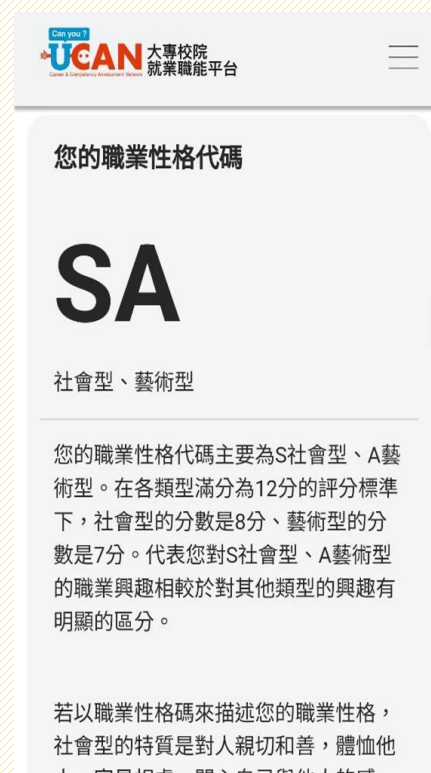 Can you ?
UCAN
大專校院
就業職能平台
Career & Competency Assessment Network
您的職業性格代碼
SA
社會型、藝術型
您的職業性格代碼主要為S社會型、A藝
術型。在各類型滿分為12分的評分標準
下，社會型的分數是8分、藝術型的分
數是7分。代表您對S社會型、A藝術型
的職業興趣相較於對其他類型的興趣有
明顯的區分。
若以職業性格碼來描述您的職業性格，
社會型的特質是對人親切和善，體恤他